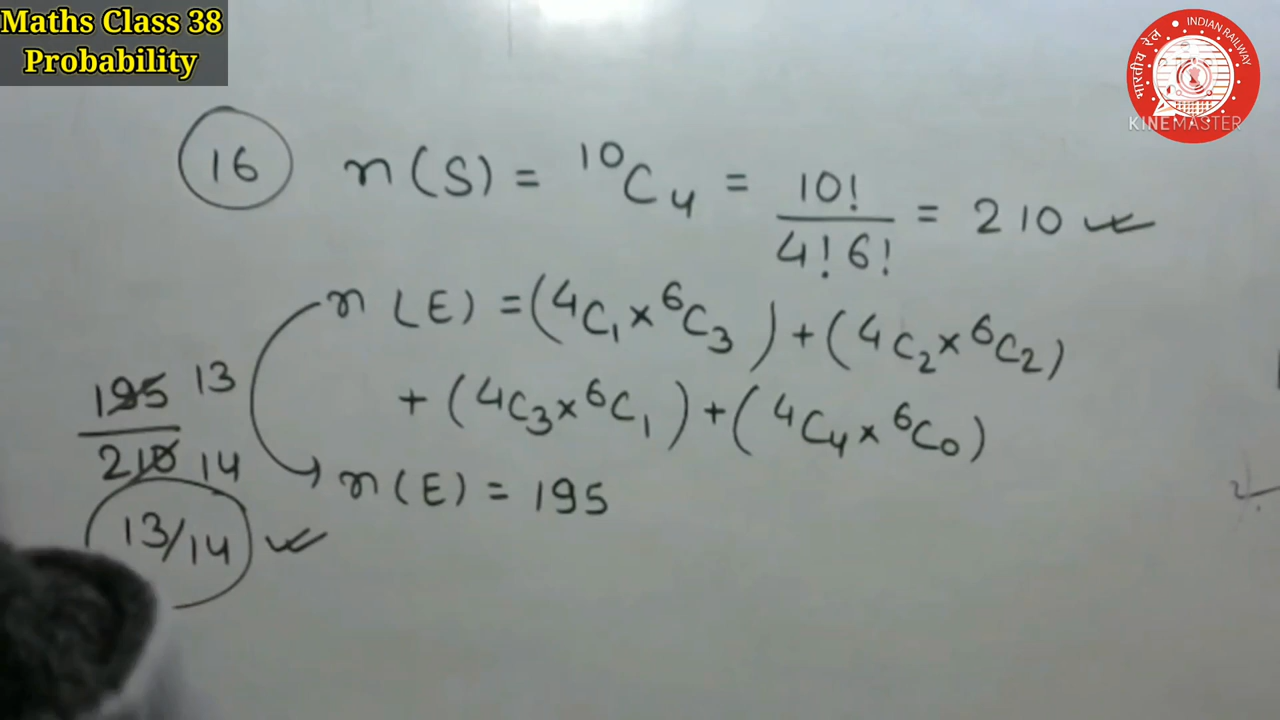 Maths Class 38
Probability
भारतीय रेल INDIAN RAILWAY
KINEMASTER
16 n(S) = ¹⁰C₄ = 10!/4!6! = 210
n(E) = (⁴C₁×⁶C₃)+(⁴C₂×⁶C₂)
+(⁴C₃×⁶C₁)+(⁴C₄×⁶C₀)
n(E) = 195
195 13
210 14
13/14